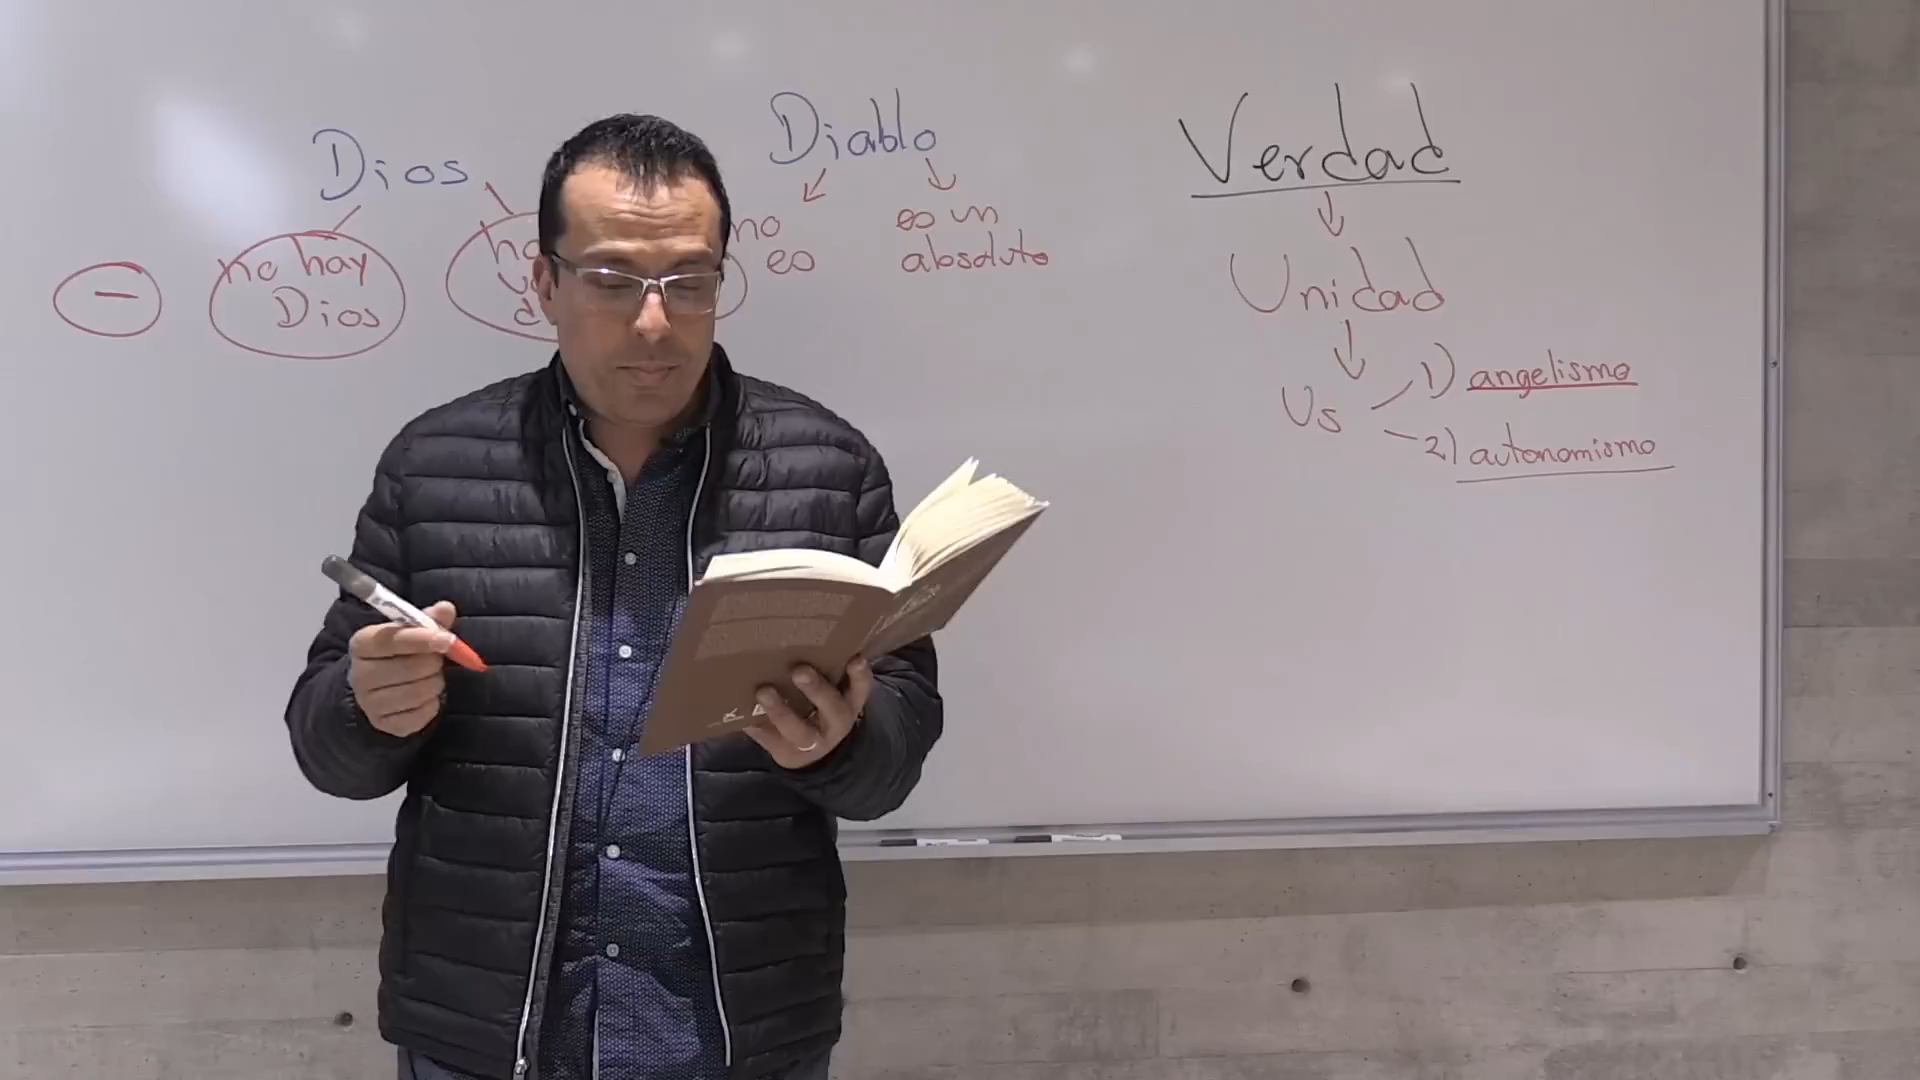 Dios
−
no hay
Dios
Diablo
no
es
es un
absoluto
Verdad
Unidad
Vs
1) angelismo
2) autonomismo